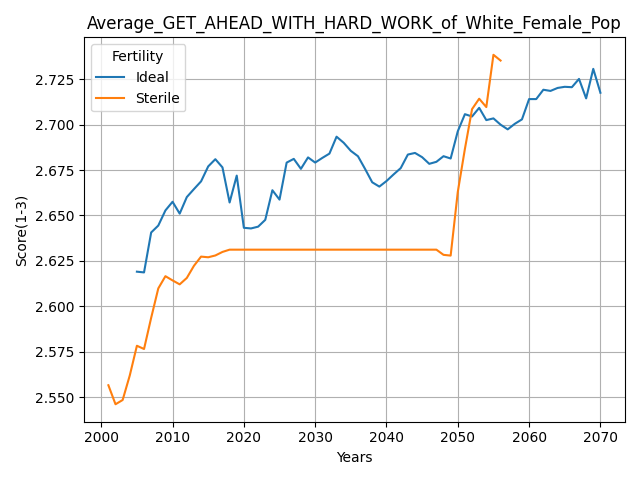 Average_GET_AHEAD_WITH_HARD_WORK_of_White_Female_Pop
Fertility
Ideal
Sterile
Score(1-3)
2.725
2.700
2.675
2.650
2.625
2.600
2.575
2.550
2000 2010 2020 2030 2040 2050 2060 2070
Years